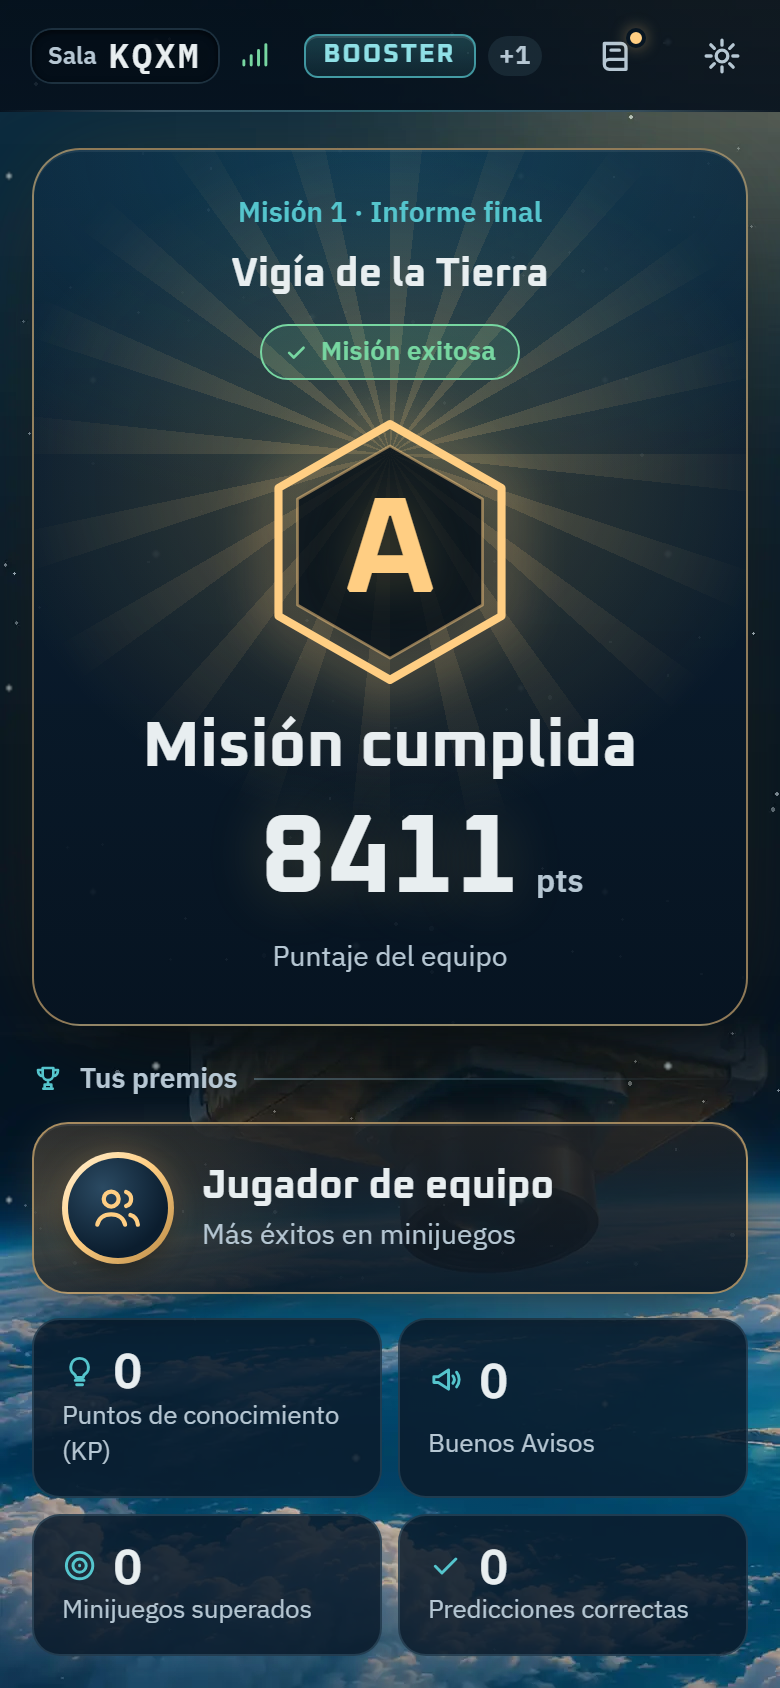 Sala KQXM BOOSTER +1
Misión 1 · Informe final
Vigía de la Tierra
Misión exitosa
A
Misión cumplida
8411 pts
Puntaje del equipo
Tus premios
Jugador de equipo
Más éxitos en minijuegos
0
Puntos de conocimiento
(KP)
0
Buenos Avisos
0
Minijuegos superados
0
Predicciones correctas